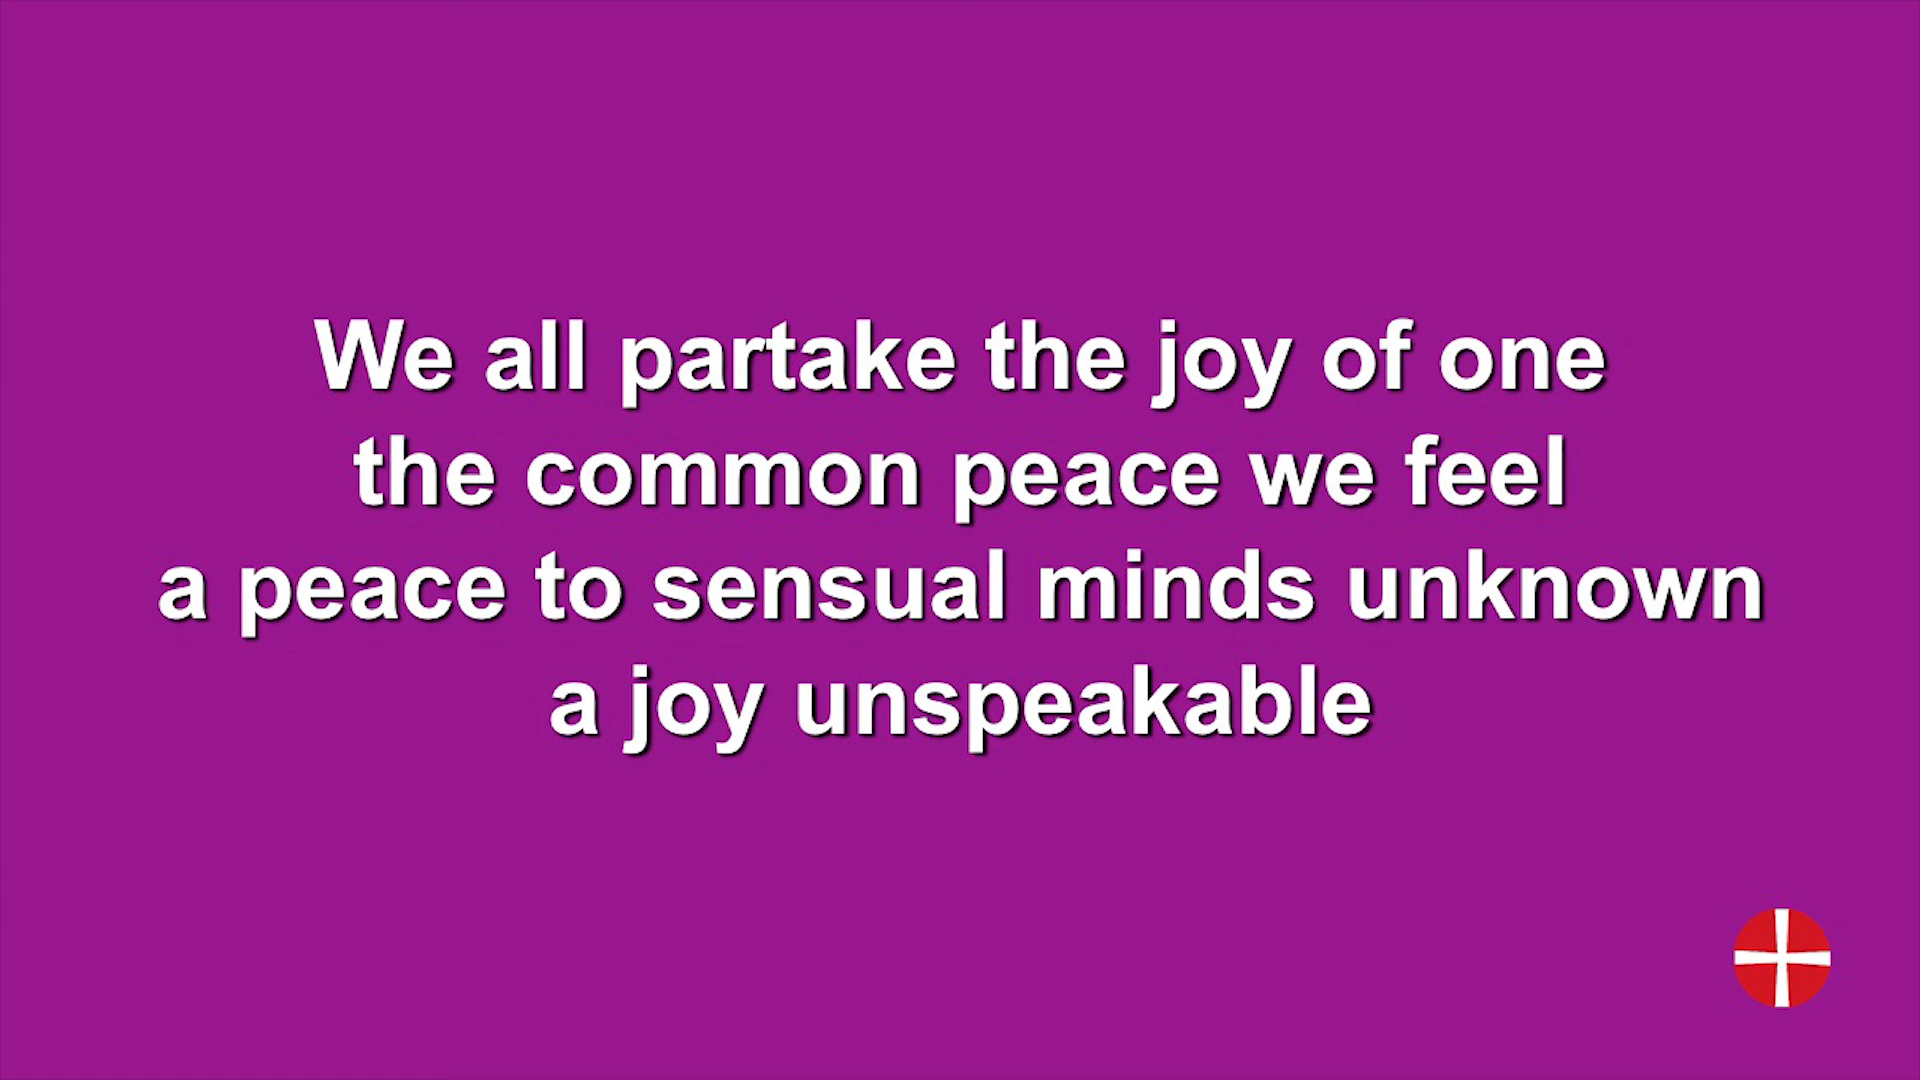 We all partake the joy of one
the common peace we feel
a peace to sensual minds unknown
a joy unspeakable